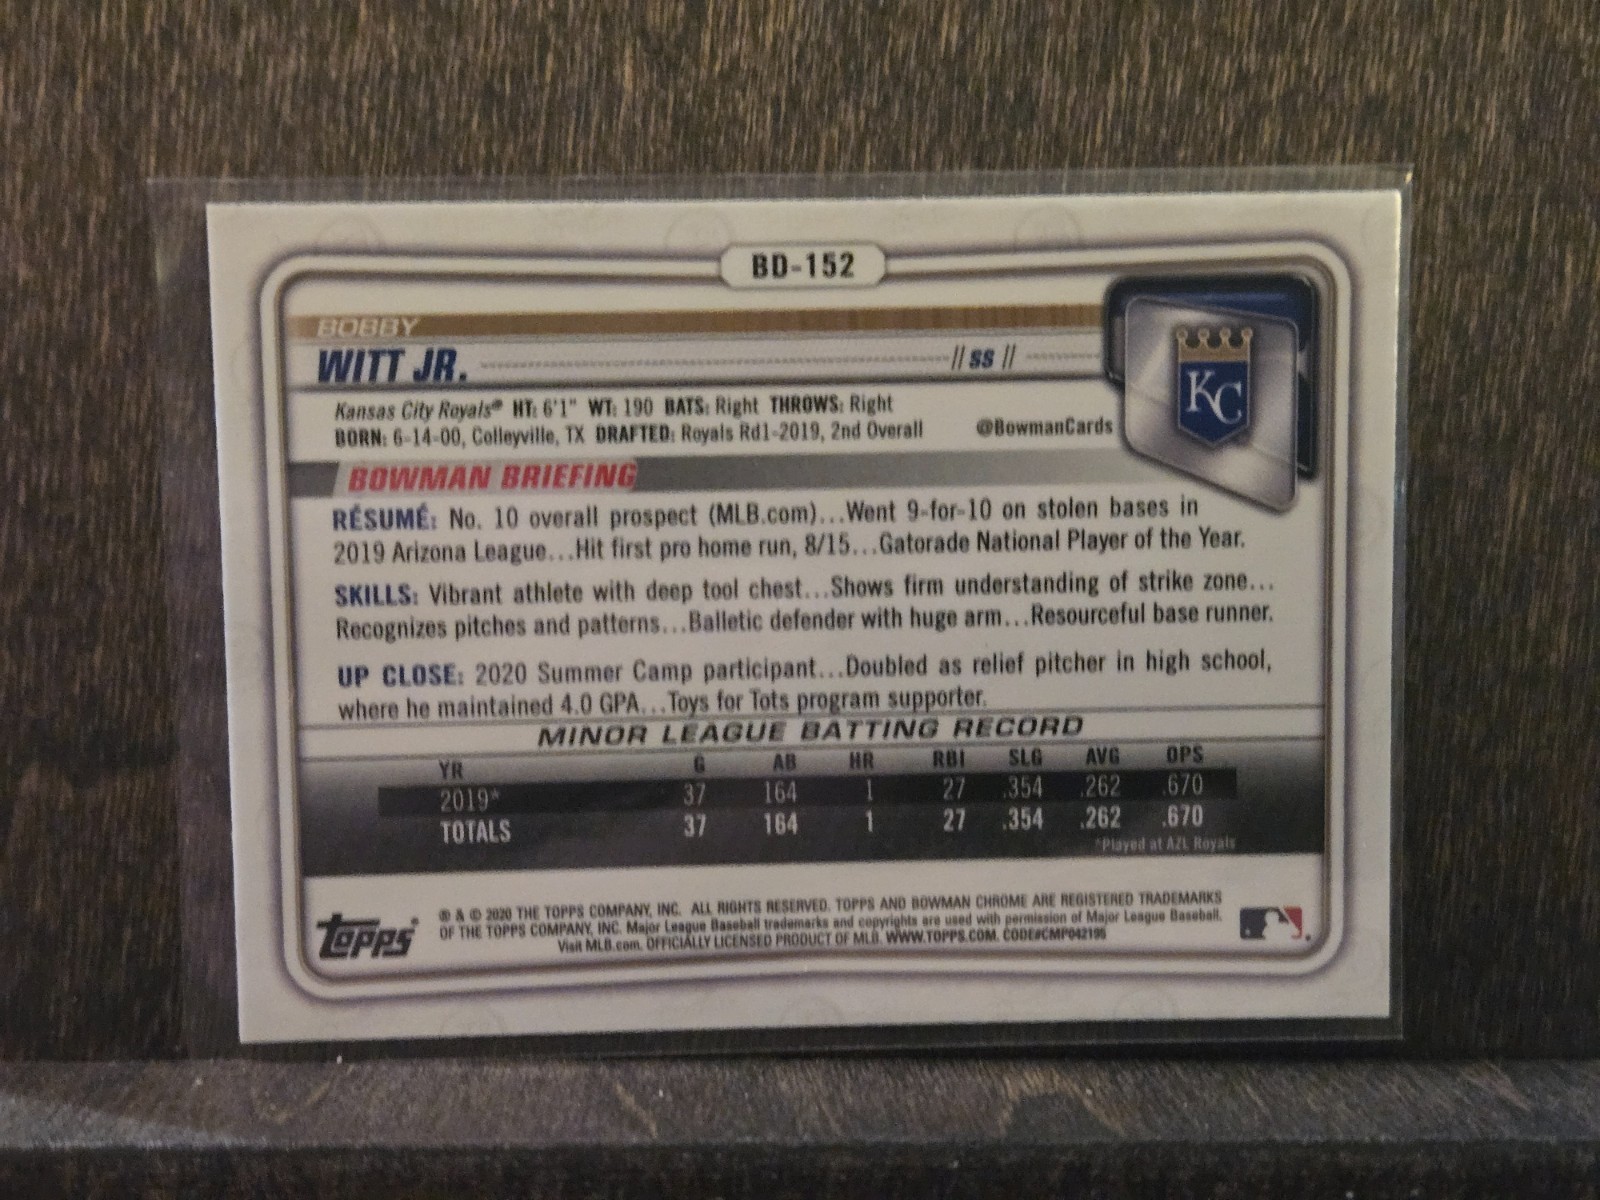 BD-152
BOBBY
WITT JR. // SS //
KC
Kansas City Royals® HT: 6'1" WT: 190 BATS: Right THROWS: Right
BORN: 6-14-00, Colleyville, TX DRAFTED: Royals Rd1-2019, 2nd Overall @BowmanCards
BOWMAN BRIEFING
RÉSUMÉ: No. 10 overall prospect (MLB.com)...Went 9-for-10 on stolen bases in
2019 Arizona League...Hit first pro home run, 8/15...Gatorade National Player of the Year.
SKILLS: Vibrant athlete with deep tool chest...Shows firm understanding of strike zone...
Recognizes pitches and patterns...Balletic defender with huge arm...Resourceful base runner.
UP CLOSE: 2020 Summer Camp participant...Doubled as relief pitcher in high school,
where he maintained 4.0 GPA...Toys for Tots program supporter.
MINOR LEAGUE BATTING RECORD
YR G AB HR RBI SLG AVG OPS
2019* 37 164 1 27 .354 .262 .670
TOTALS 37 164 1 27 .354 .262 .670
*Played at AZL Royals
Topps®
® & © 2020 THE TOPPS COMPANY, INC. ALL RIGHTS RESERVED. TOPPS AND BOWMAN CHROME ARE REGISTERED TRADEMARKS
OF THE TOPPS COMPANY, INC. Major League Baseball trademarks and copyrights are used with permission of Major League Baseball.
Visit MLB.com. OFFICIALLY LICENSED PRODUCT OF MLB. WWW.TOPPS.COM. CODE#CMP042195